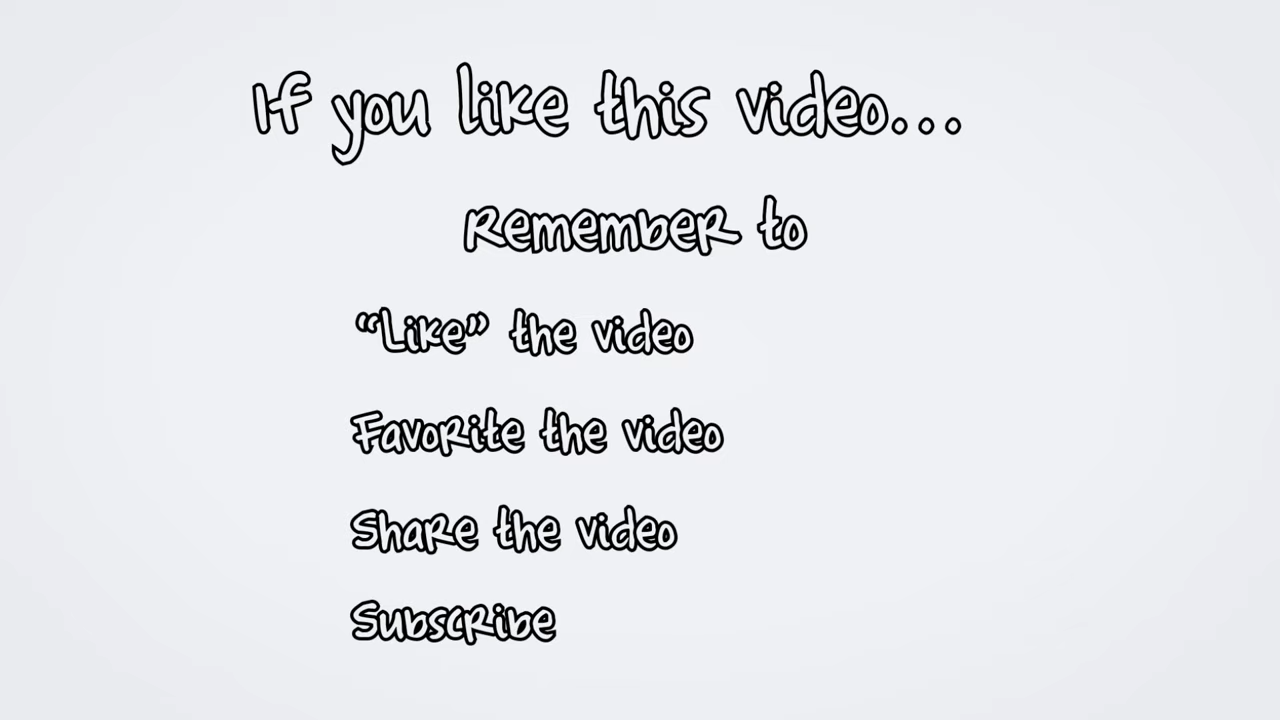 If you like this video...
Remember to
“Like” the video
Favorite the video
Share the video
Subscribe